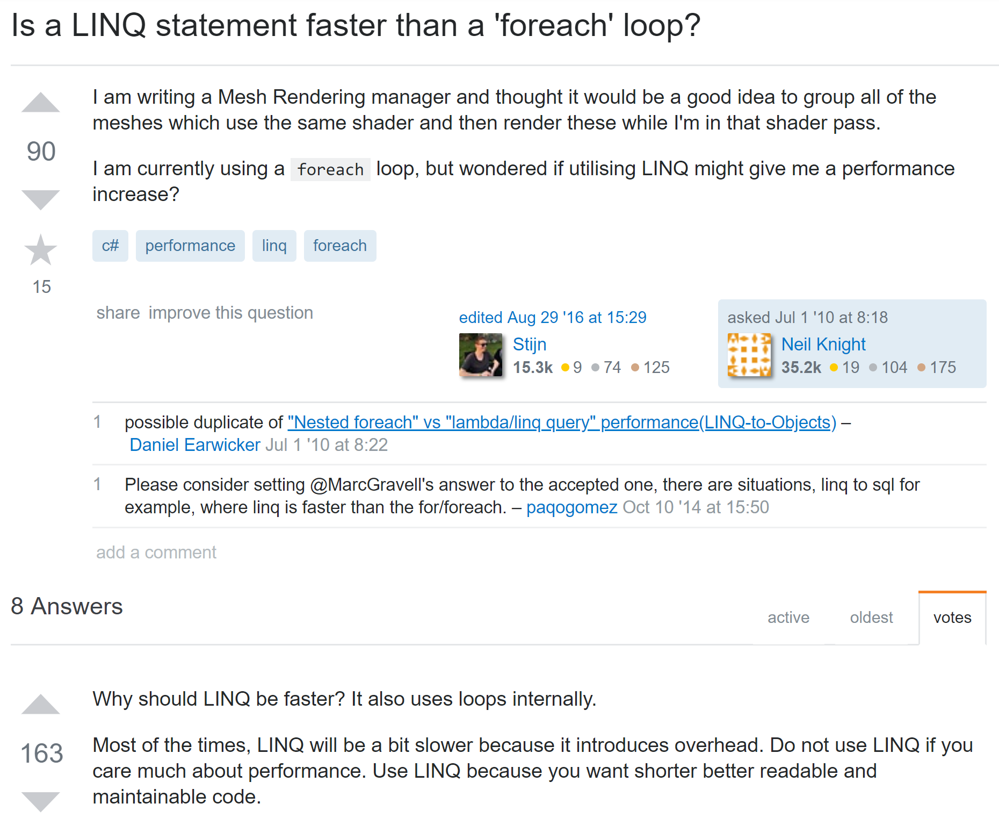 Is a LINQ statement faster than a 'foreach' loop?
I am writing a Mesh Rendering manager and thought it would be a good idea to group all of the
meshes which use the same shader and then render these while I'm in that shader pass.
90
I am currently using a foreach loop, but wondered if utilising LINQ might give me a performance
increase?
c# performance linq foreach
15
share improve this question
edited Aug 29 '16 at 15:29
Stijn
15.3k 9 74 125
asked Jul 1 '10 at 8:18
Neil Knight
35.2k 19 104 175
1 possible duplicate of "Nested foreach" vs "lambda/linq query" performance(LINQ-to-Objects) –
Daniel Earwicker Jul 1 '10 at 8:22
1 Please consider setting @MarcGravell's answer to the accepted one, there are situations, linq to sql for
example, where linq is faster than the for/foreach. – paqogomez Oct 10 '14 at 15:50
add a comment
8 Answers
active oldest votes
Why should LINQ be faster? It also uses loops internally.
163
Most of the times, LINQ will be a bit slower because it introduces overhead. Do not use LINQ if you
care much about performance. Use LINQ because you want shorter better readable and
maintainable code.